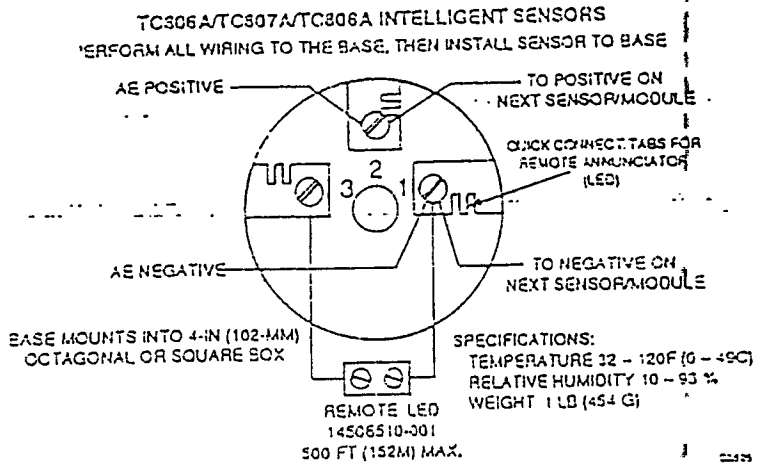 TC306A/TC307A/TC806A INTELLIGENT SENSORS
PERFORM ALL WIRING TO THE BASE, THEN INSTALL SENSOR TO BASE
AE POSITIVE
TO POSITIVE ON
NEXT SENSOR/MODULE
QUICK CONNECT TABS FOR
REMOTE ANNUNCIATOR
(LED)
2
3
1
AE NEGATIVE
TO NEGATIVE ON
NEXT SENSOR/MODULE
BASE MOUNTS INTO 4-IN (102-MM)
OCTAGONAL OR SQUARE BOX
SPECIFICATIONS:
TEMPERATURE 32 – 120F (0 – 49C)
RELATIVE HUMIDITY 10 – 93 %
WEIGHT 1 LB (454 G)
REMOTE LED
14506510-001
500 FT (152M) MAX.